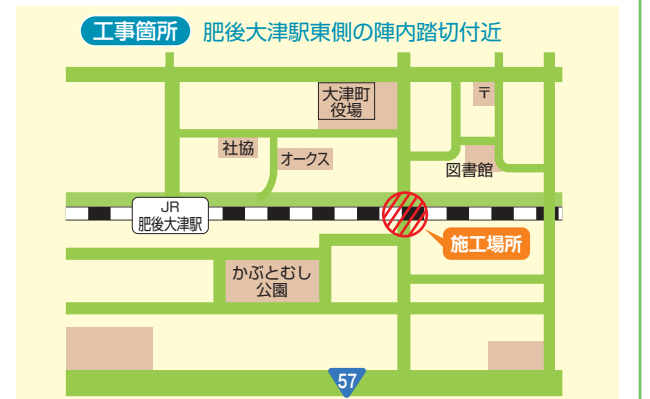 工事箇所 肥後大津駅東側の陣内踏切付近
大津町
役場
〒
社協
オークス
図書館
JR
肥後大津駅
施工場所
かぶとむし
公園
57